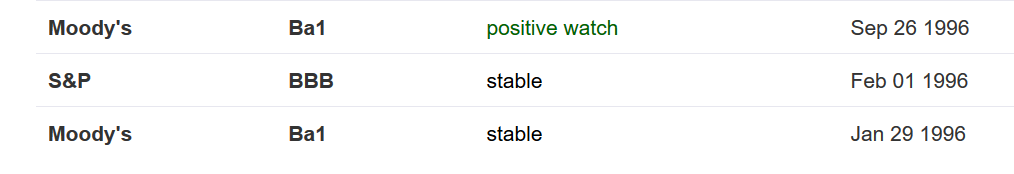 Moody's Ba1 positive watch Sep 26 1996
S&P BBB stable Feb 01 1996
Moody's Ba1 stable Jan 29 1996